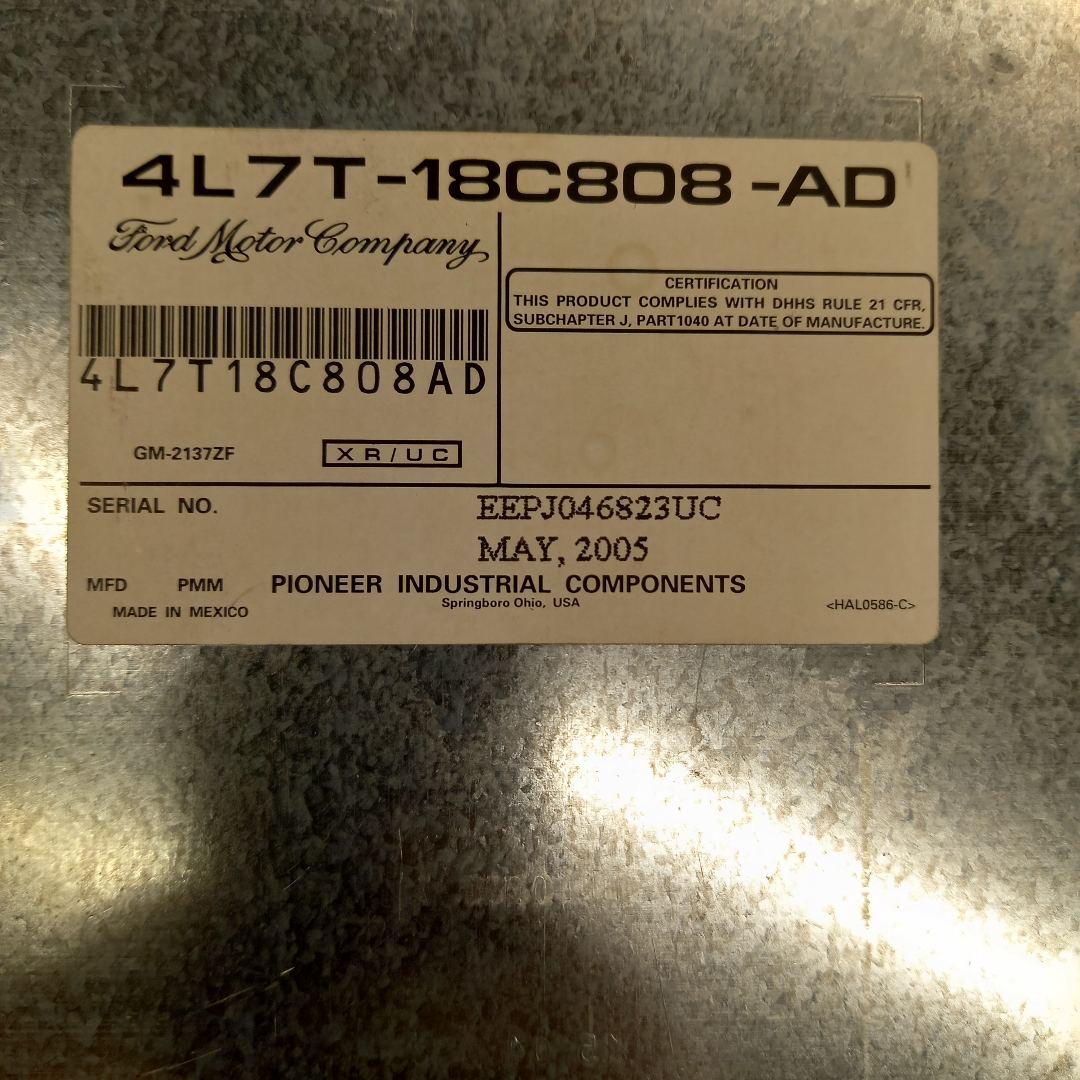 4L7T-18C808-AD
Ford Motor Company
CERTIFICATION
THIS PRODUCT COMPLIES WITH DHHS RULE 21 CFR,
SUBCHAPTER J, PART1040 AT DATE OF MANUFACTURE.
4L7T18C808AD
GM-2137ZF
XR/UC
SERIAL NO. EEPJ046823UC
MAY, 2005
MFD PMM PIONEER INDUSTRIAL COMPONENTS
MADE IN MEXICO Springboro Ohio, USA <HAL0586-C>